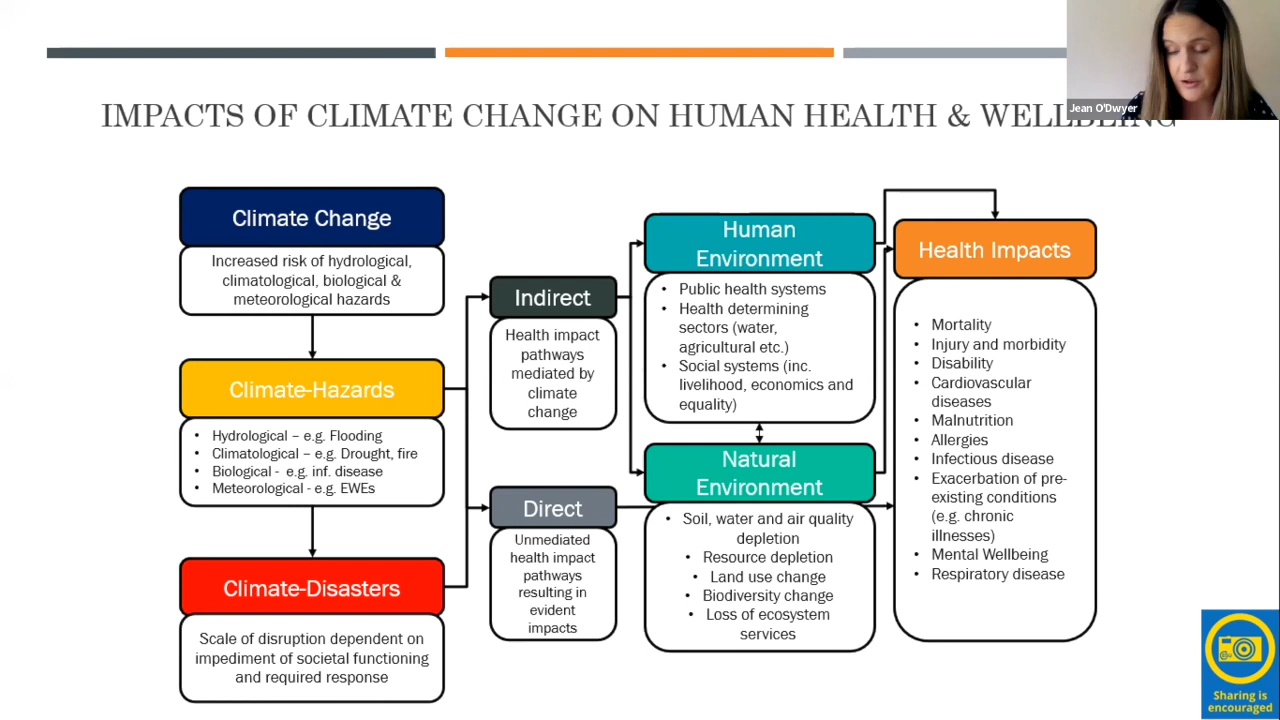 Jean O'Dwyer
IMPACTS OF CLIMATE CHANGE ON HUMAN HEALTH & WELLBEING
Climate Change
Increased risk of hydrological,
climatological, biological &
meteorological hazards
Climate-Hazards
• Hydrological – e.g. Flooding
• Climatological – e.g. Drought, fire
• Biological - e.g. inf. disease
• Meteorological - e.g. EWEs
Climate-Disasters
Scale of disruption dependent on
impediment of societal functioning
and required response
Indirect
Health impact
pathways
mediated by
climate
change
Direct
Unmediated
health impact
pathways
resulting in
evident
impacts
Human
Environment
• Public health systems
• Health determining
sectors (water,
agricultural etc.)
• Social systems (inc.
livelihood, economics and
equality)
Natural
Environment
• Soil, water and air quality
depletion
• Resource depletion
• Land use change
• Biodiversity change
• Loss of ecosystem
services
Health Impacts
• Mortality
• Injury and morbidity
• Disability
• Cardiovascular
diseases
• Malnutrition
• Allergies
• Infectious disease
• Exacerbation of pre-
existing conditions
(e.g. chronic
illnesses)
• Mental Wellbeing
• Respiratory disease
Sharing is
encouraged